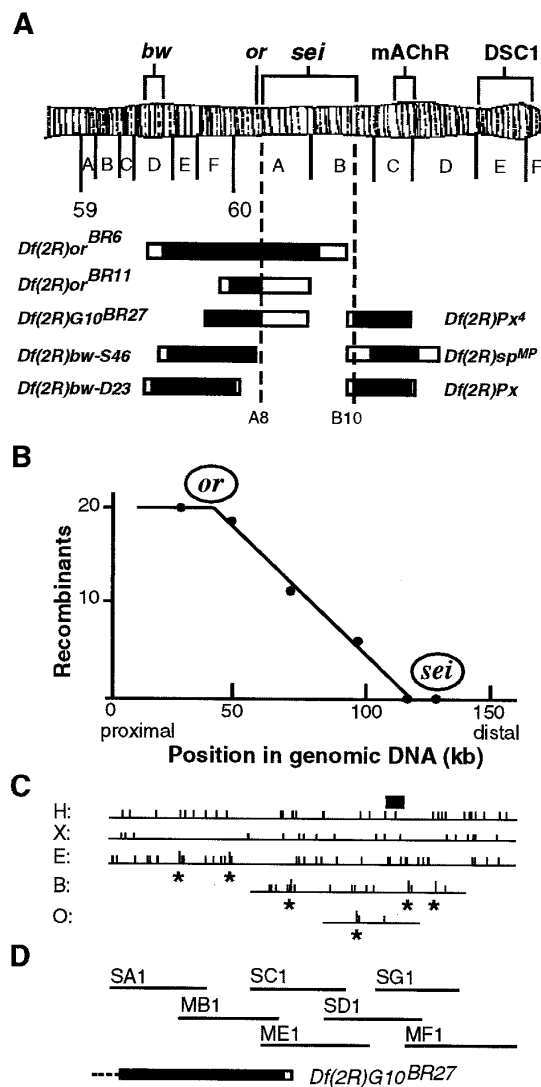 A
bw or sei mAChR DSC1
A B C D E F A B C D E F
59 60
Df(2R)or^BR6
Df(2R)or^BR11
Df(2R)G10^BR27 Df(2R)Px^4
Df(2R)bw-S46 Df(2R)sp^MP
Df(2R)bw-D23 Df(2R)Px
A8 B10
B
or
20
10
Recombinants
sei
0 50 100 150
proximal distal
Position in genomic DNA (kb)
C
H:
X:
E:
* *
B:
* * *
O:
*
D
SA1 SC1 SG1
MB1 SD1
ME1 MF1
Df(2R)G10^BR27